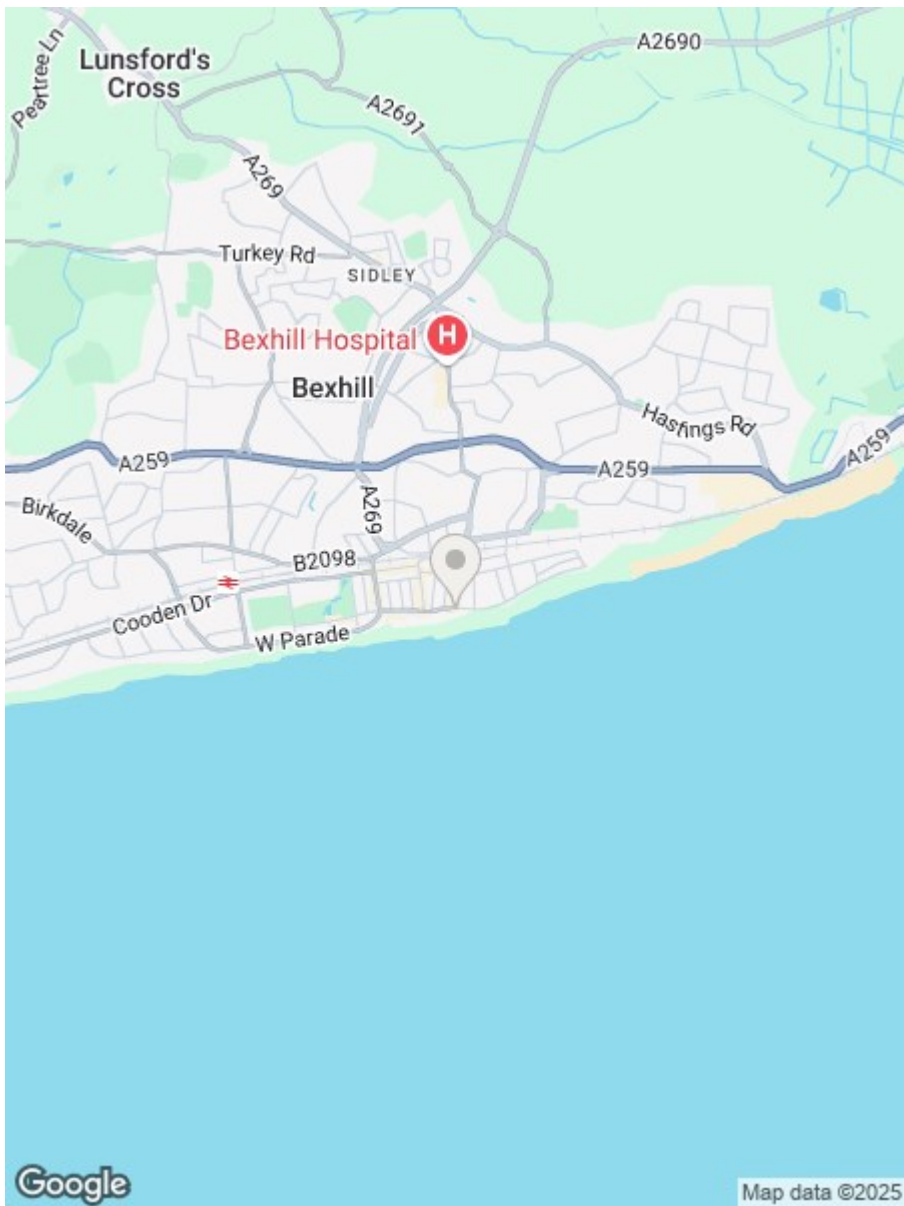 A2690
Lunsford's
Cross
Peartree Ln
A2691
A269
Turkey Rd
SIDLEY
Bexhill Hospital
H
Bexhill
Hastings Rd
A259
A259
A259
A269
Birkdale
B2098
Cooden Dr
W Parade
Google
Map data ©2025